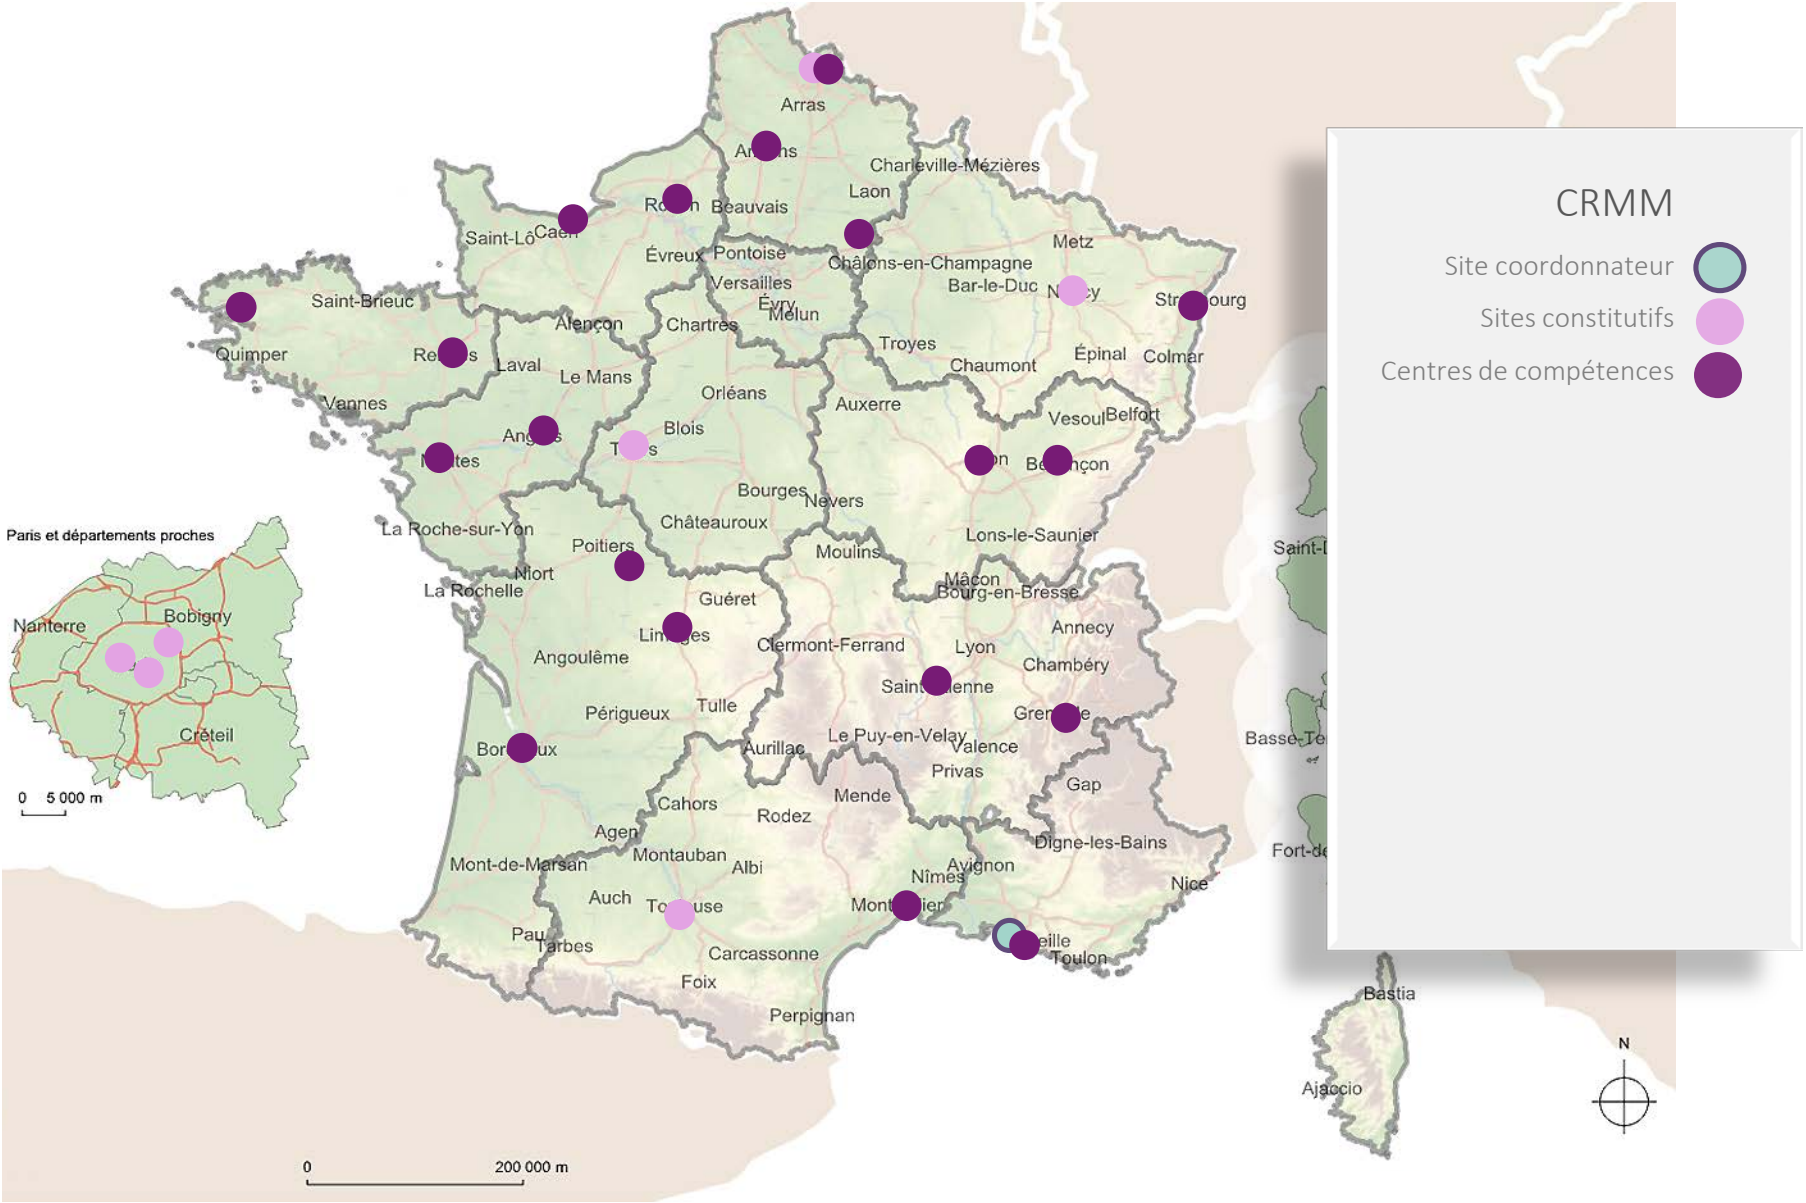 Arras
Charleville-Mézières
Laon
Beauvais
Saint-Lô
Metz
Évreux
Pontoise
Châlons-en-Champagne
Versailles
Bar-le-Duc
Évry
Melun
Saint-Brieuc
Alençon
Chartres
Troyes
Quimper
Laval
Chaumont
Épinal
Colmar
Le Mans
Orléans
Vannes
Auxerre
Vesoul
Belfort
Blois
Bourges
Nevers
La Roche-sur-Yon
Châteauroux
Lons-le-Saunier
Paris et départements proches
Poitiers
Moulins
Niort
Mâcon
La Rochelle
Bourg-en-Bresse
Guéret
Bobigny
Nanterre
Annecy
Clermont-Ferrand
Lyon
Angoulême
Chambéry
Périgueux
Tulle
Créteil
Le Puy-en-Velay
Aurillac
Valence
Privas
Gap
0 5 000 m
Cahors
Mende
Rodez
Agen
Digne-les-Bains
Mont-de-Marsan
Montauban
Albi
Avignon
Nîmes
Nice
Auch
Pau
Tarbes
Carcassonne
Toulon
Foix
Perpignan
Bastia
Ajaccio
N
0 200 000 m
CRMM
Site coordonnateur
Sites constitutifs
Centres de compétences